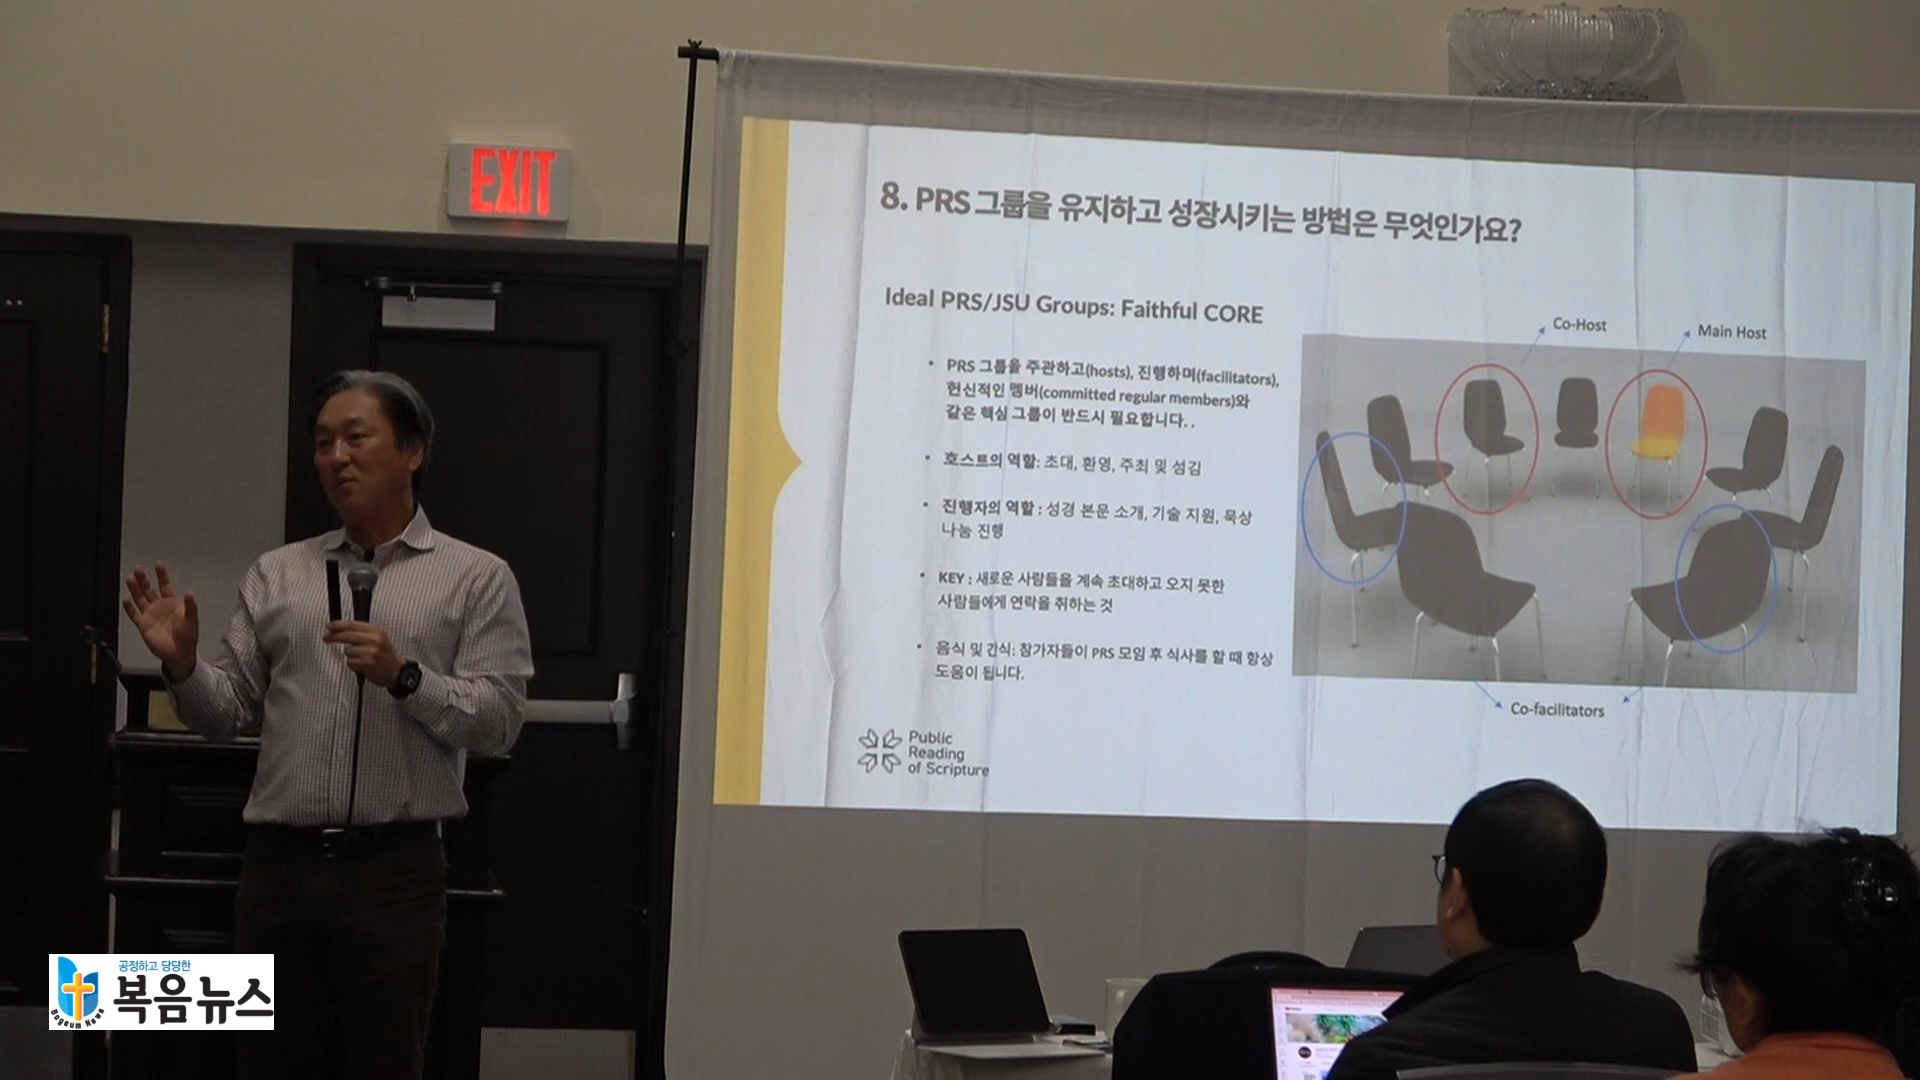 EXIT
8. PRS 그룹을 유지하고 성장시키는 방법은 무엇인가요?
Ideal PRS/JSU Groups: Faithful CORE
• PRS 그룹을 주관하고(hosts), 진행하며(facilitators),
헌신적인 멤버(committed regular members)와
같은 핵심 그룹이 반드시 필요합니다. .
• 호스트의 역할: 초대, 환영, 주최 및 섬김
• 진행자의 역할 : 성경 본문 소개, 기술 지원, 묵상
나눔 진행
• KEY : 새로운 사람들을 계속 초대하고 오지 못한
사람들에게 연락을 취하는 것
• 음식 및 간식: 참가자들이 PRS 모임 후 식사를 할 때 항상
도움이 됩니다.
Co-Host
Main Host
Co-facilitators
Public
Reading
of Scripture
공정하고 당당한
복음뉴스
Bogeum News